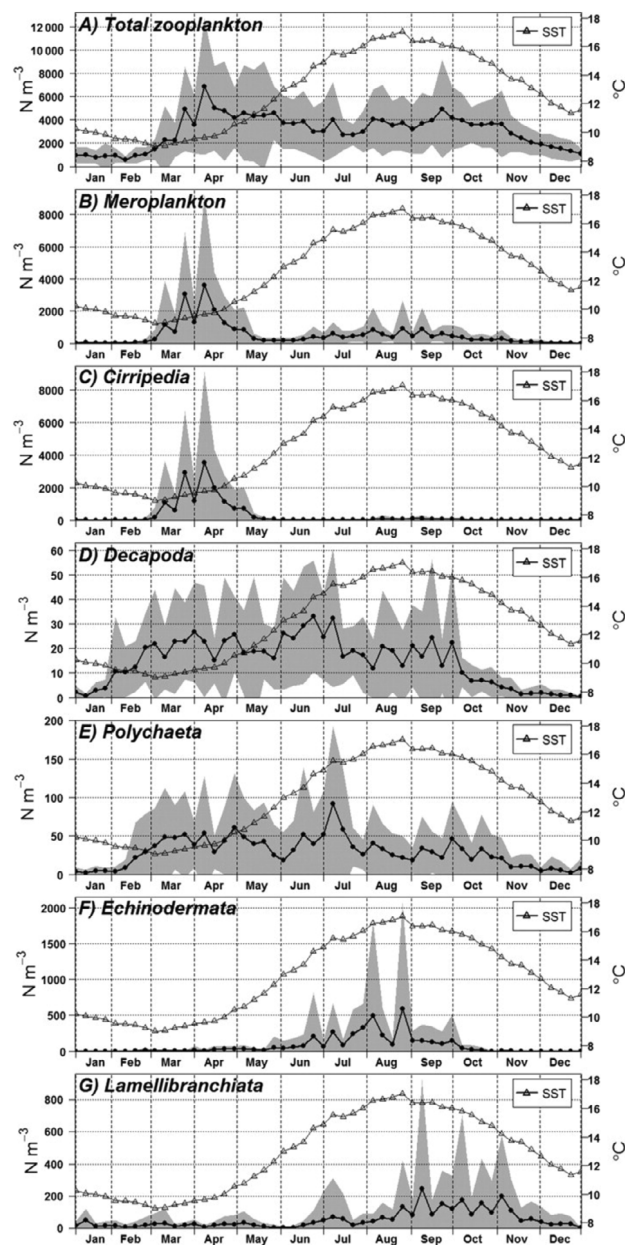 A) Total zooplankton
SST
N m−3
12 000
10 000
8000
6000
4000
2000
0
18
16
14
12
10
8
°C
Jan Feb Mar Apr May Jun Jul Aug Sep Oct Nov Dec
B) Meroplankton
SST
N m−3
8000
6000
4000
2000
0
18
16
14
12
10
8
°C
Jan Feb Mar Apr May Jun Jul Aug Sep Oct Nov Dec
C) Cirripedia
SST
N m−3
8000
6000
4000
2000
0
18
16
14
12
10
8
°C
Jan Feb Mar Apr May Jun Jul Aug Sep Oct Nov Dec
D) Decapoda
SST
N m−3
60
50
40
30
20
10
0
18
16
14
12
10
8
°C
Jan Feb Mar Apr May Jun Jul Aug Sep Oct Nov Dec
E) Polychaeta
SST
N m−3
200
150
100
50
0
18
16
14
12
10
8
°C
Jan Feb Mar Apr May Jun Jul Aug Sep Oct Nov Dec
F) Echinodermata
SST
N m−3
2000
1500
1000
500
0
18
16
14
12
10
8
°C
Jan Feb Mar Apr May Jun Jul Aug Sep Oct Nov Dec
G) Lamellibranchiata
SST
N m−3
800
600
400
200
0
18
16
14
12
10
8
°C
Jan Feb Mar Apr May Jun Jul Aug Sep Oct Nov Dec